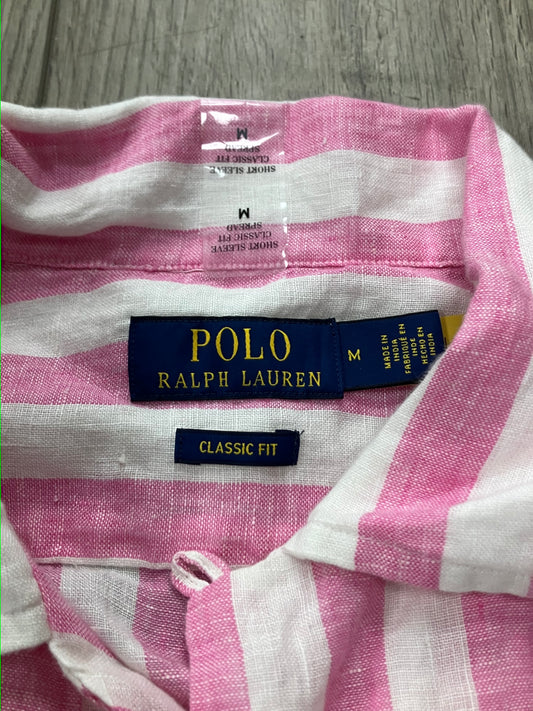 M
SPREAD
CLASSIC FIT
SHORT SLEEVE
M
SPREAD
CLASSIC FIT
SHORT SLEEVE
POLO
RALPH LAUREN
M
MADE IN
INDIA
FABRIQUÉ EN
INDE
HECHO EN
INDIA
CLASSIC FIT